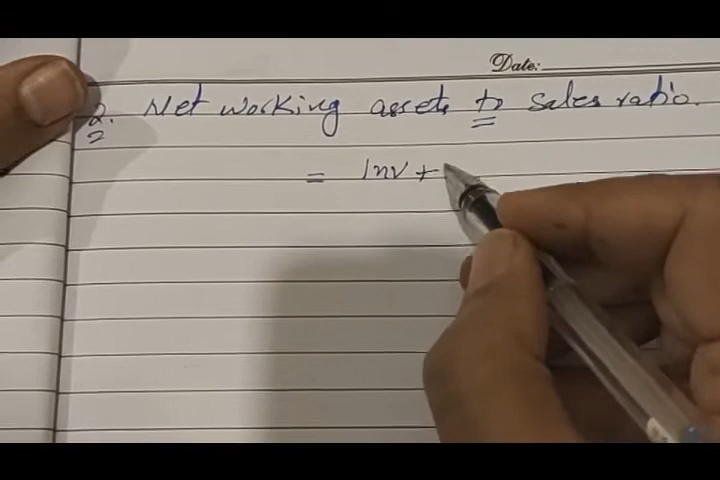 Date:
2. Net working assets to sales ratio.
= Inv +